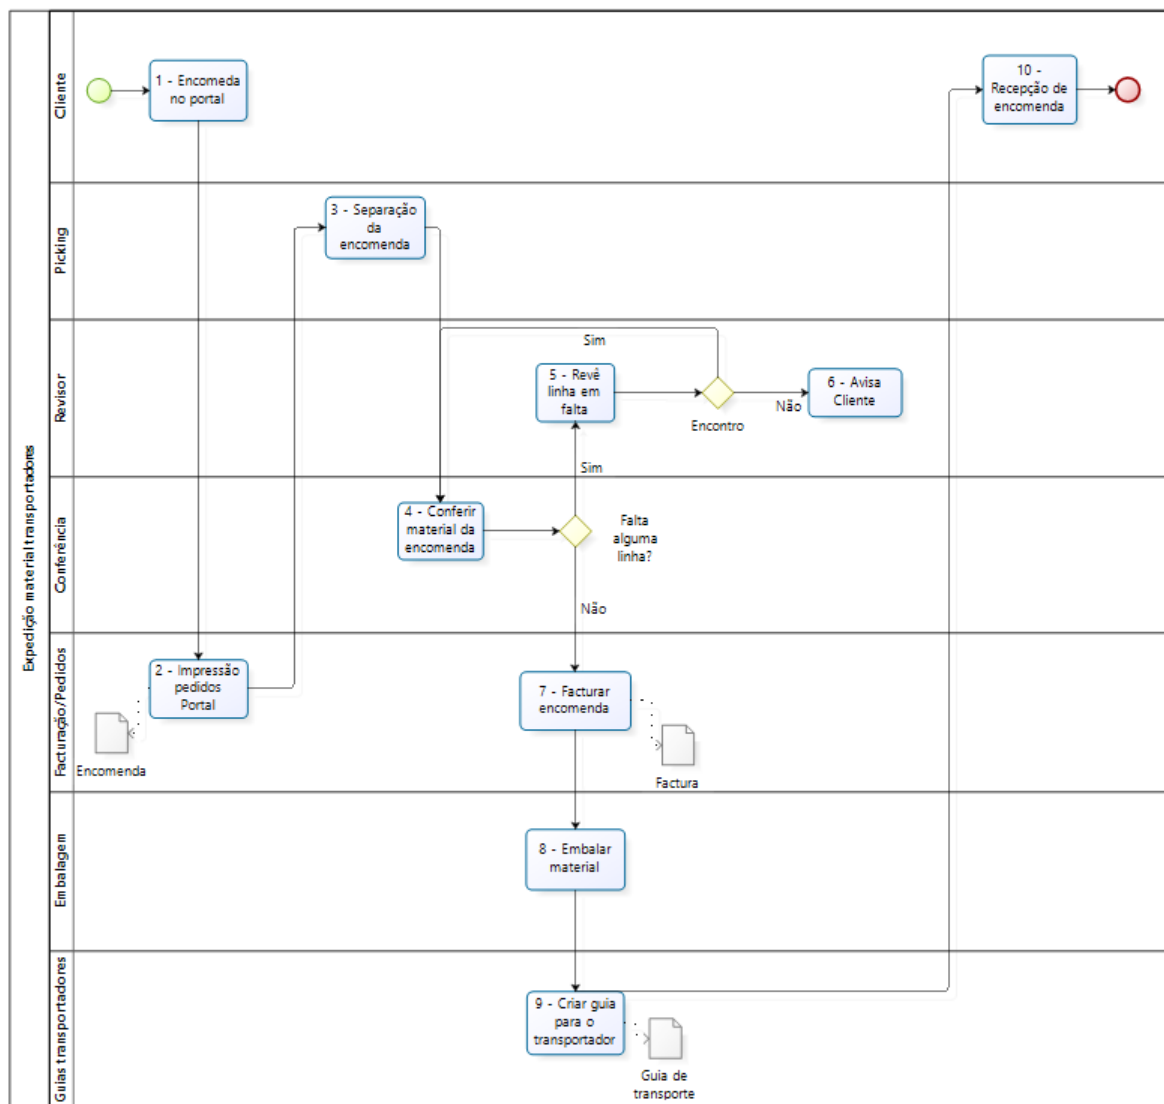 Expedição material transportadores
Cliente
1 - Encomeda
no portal
10 -
Recepção de
encomenda
Picking
3 - Separação
da
encomenda
Revisor
Sim
5 - Revê
linha em
falta
Encontro
Não
6 - Avisa
Cliente
Sim
Conferência
4 - Conferir
material da
encomenda
Falta
alguma
linha?
Não
Facturação/Pedidos
2 - Impressão
pedidos
Portal
Encomenda
7 - Facturar
encomenda
Factura
Embalagem
8 - Embalar
material
Guias transportadores
9 - Criar guia
para o
transportador
Guia de
transporte